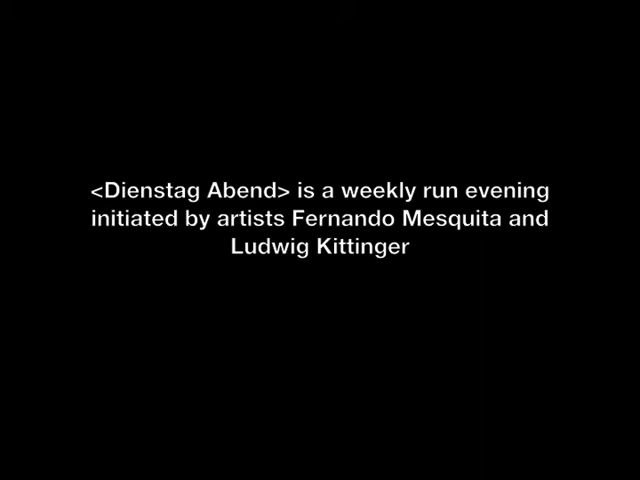 <Dienstag Abend> is a weekly run evening
initiated by artists Fernando Mesquita and
Ludwig Kittinger